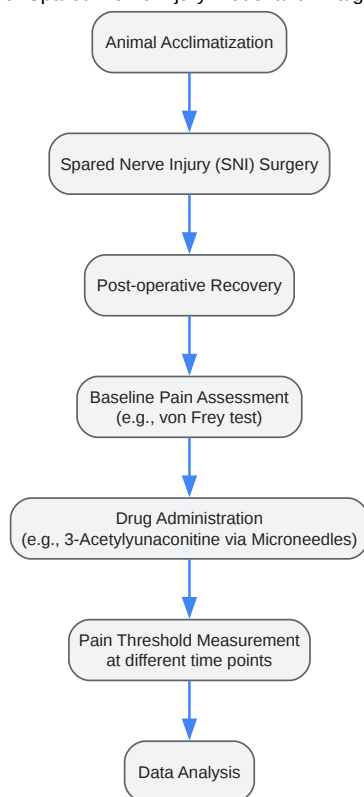 Animal Acclimatization
Spared Nerve Injury (SNI) Surgery
Post-operative Recovery
Baseline Pain Assessment
(e.g., von Frey test)
Drug Administration
(e.g., 3-Acetylyunaconitine via Microneedles)
Pain Threshold Measurement
at different time points
Data Analysis